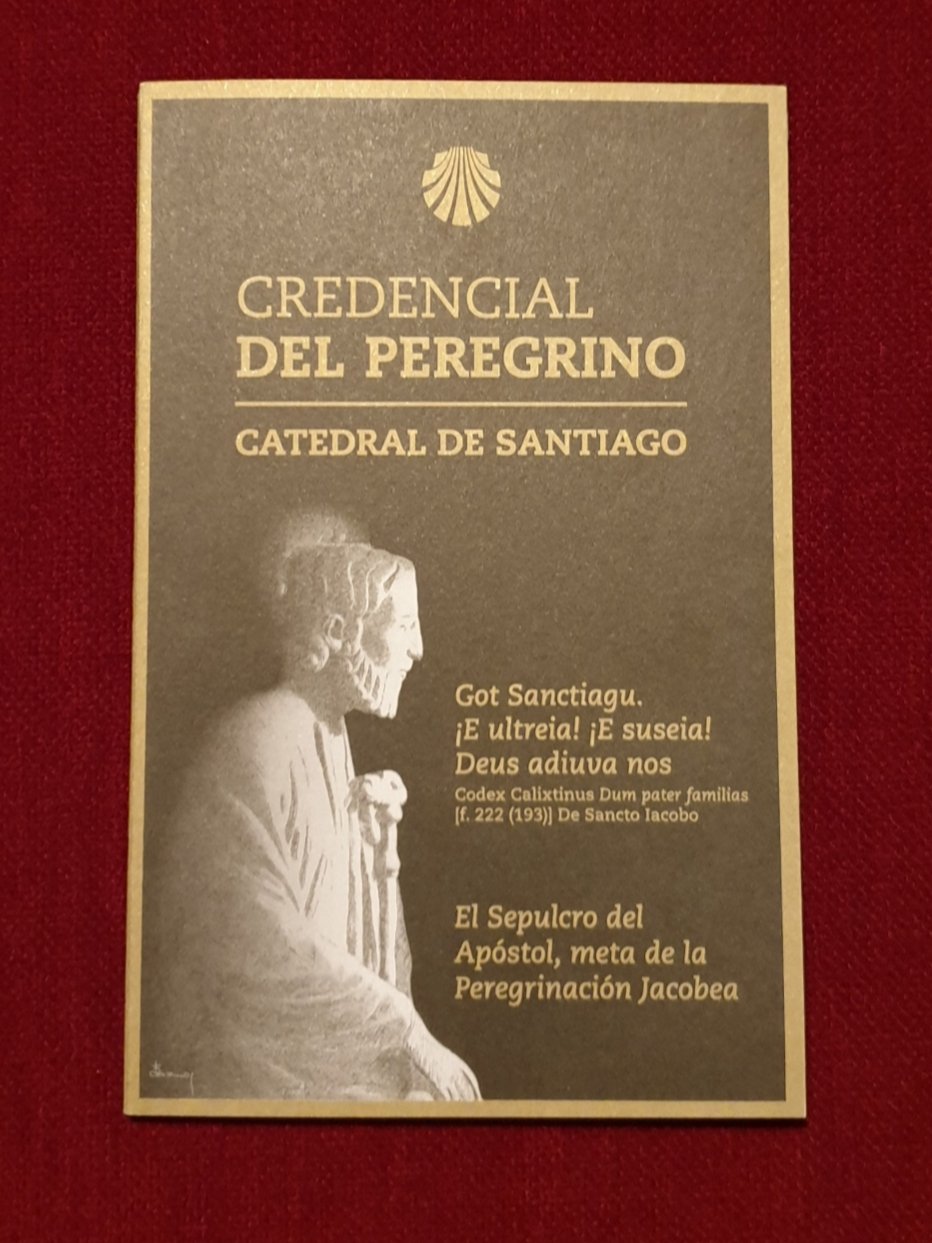 CREDENCIAL
DEL PEREGRINO
CATEDRAL DE SANTIAGO
Got Sanctiagu.
¡E ultreia! ¡E suseia!
Deus adiuva nos
Codex Calixtinus Dum pater familias
[f. 222 (193)] De Sancto Iacobo
El Sepulcro del
Apóstol, meta de la
Peregrinación Jacobea